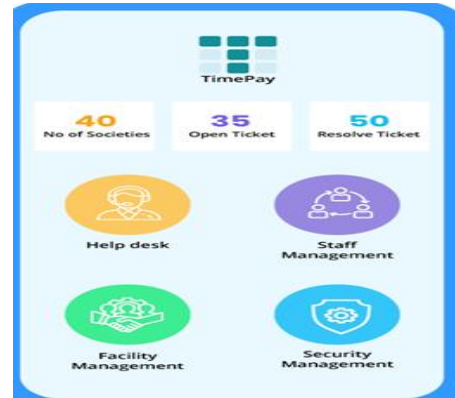 TimePay
40 35 50
No of Societies Open Ticket Resolve Ticket
Help desk
Staff
Management
Facility
Management
Security
Management